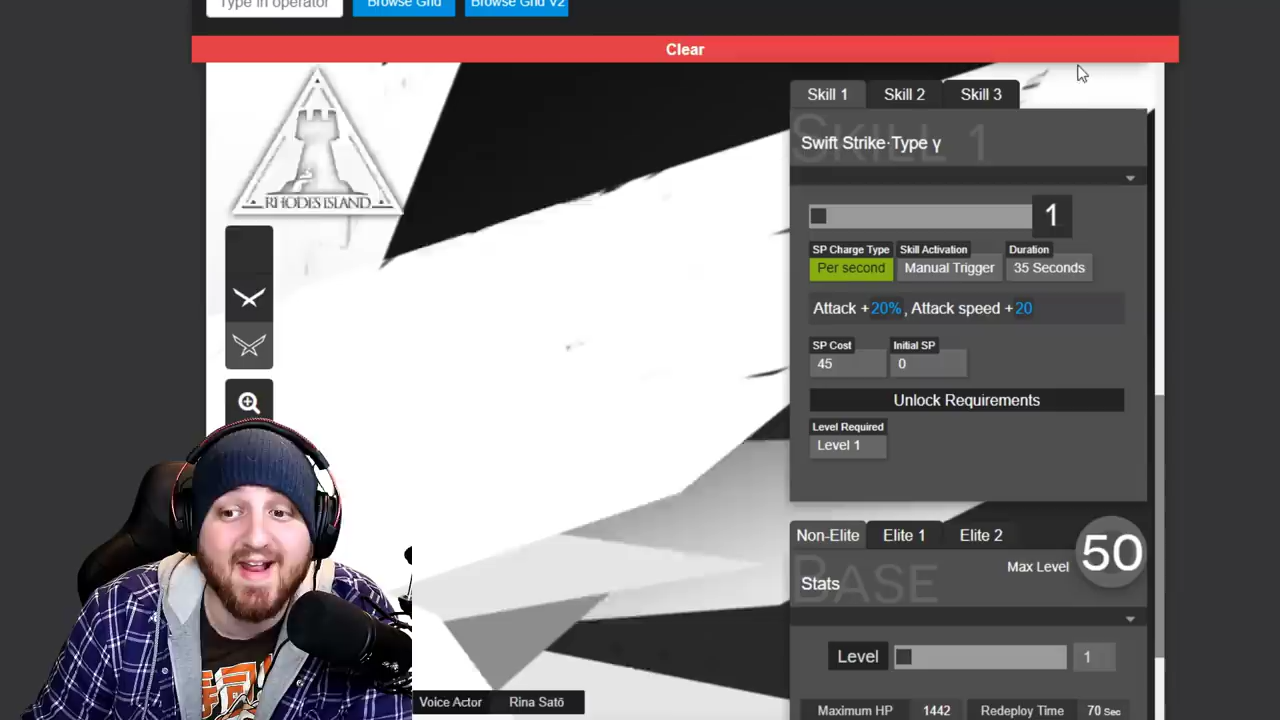 Type in operator
Browse Grid
Browse Grid V2
Clear
RHODES ISLAND
Skill 1
Skill 2
Skill 3
SKILL 1
Swift Strike·Type γ
1
SP Charge Type
Skill Activation
Duration
Per second
Manual Trigger
35 Seconds
Attack +20%, Attack speed +20
SP Cost
Initial SP
45
0
Unlock Requirements
Level Required
Level 1
Non-Elite
Elite 1
Elite 2
Max Level
50
BASE
Stats
Level
1
Voice Actor
Rina Satō
Maximum HP
1442
Redeploy Time
70 Sec